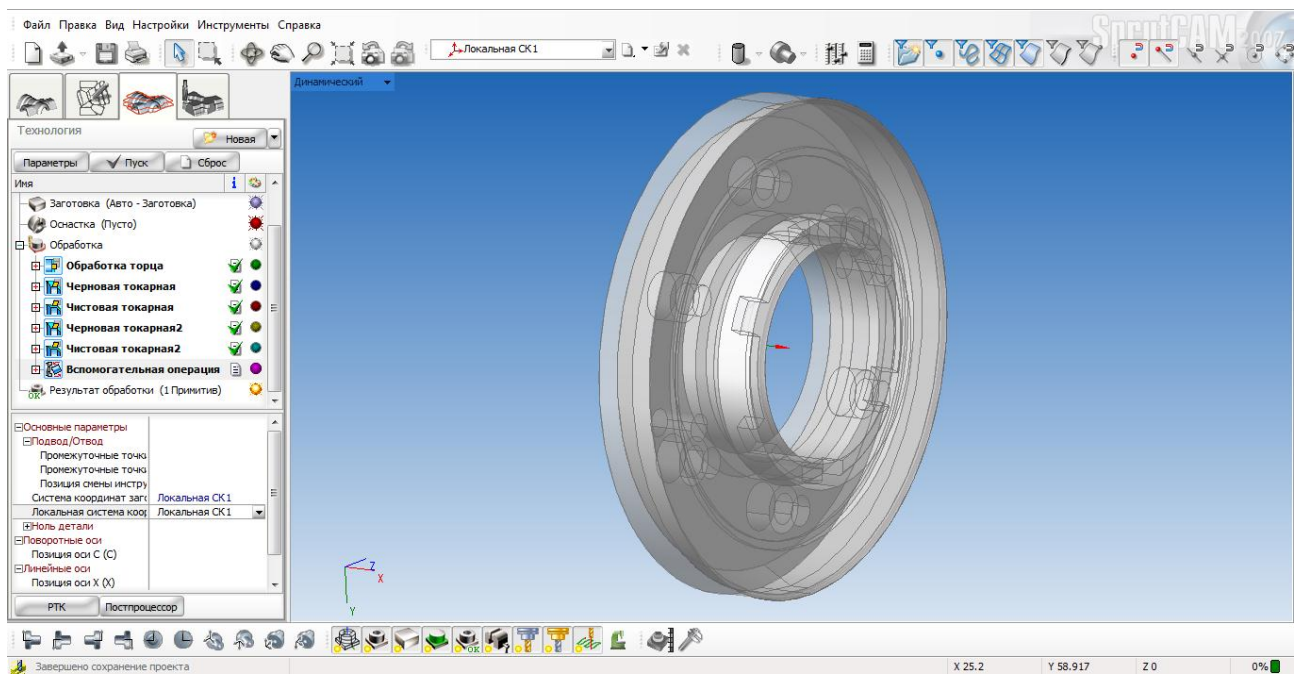 Файл Правка Вид Настройки Инструменты Справка
SprutCAM 2007
Локальная СК1
Динамический
Технология
Новая
Параметры Пуск Сброс
Имя
Заготовка (Авто - Заготовка)
Оснастка (Пусто)
Обработка
Обработка торца
Черновая токарная
Чистовая токарная
Черновая токарная2
Чистовая токарная2
Вспомогательная операция
Результат обработки (1 Примитив)
Основные параметры
Подвод/Отвод
Промежуточные точки
Промежуточные точки
Позиция смены инстру
Система координат заг Локальная СК1
Локальная система коор Локальная СК1
Ноль детали
Поворотные оси
Позиция оси C (C)
Линейные оси
Позиция оси X (X)
РТК Постпроцессор
Z
X
Y
Завершено сохранение проекта X 25.2 Y 58.917 Z 0 0%